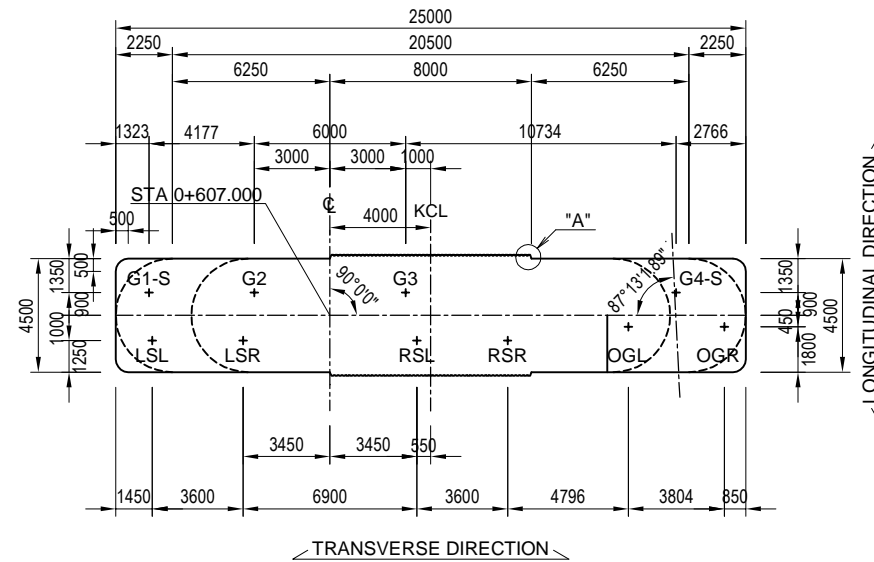 25000
2250 20500 2250
6250 8000 6250
1323 4177 6000 10734 2766
3000 3000 1000
STA 0+607.000
℄ KCL
4000
"A"
500
4500
1350
500
900
1000
1250
G1-S G2 G3 G4-S
90°0'0"
87°13'1.89"
LSL LSR RSL RSR OGL OGR
1350
900
450
1800
4500
3450 3450 550
1450 3600 6900 3600 4796 3804 850
TRANSVERSE DIRECTION
LONGITUDINAL DIRECTION